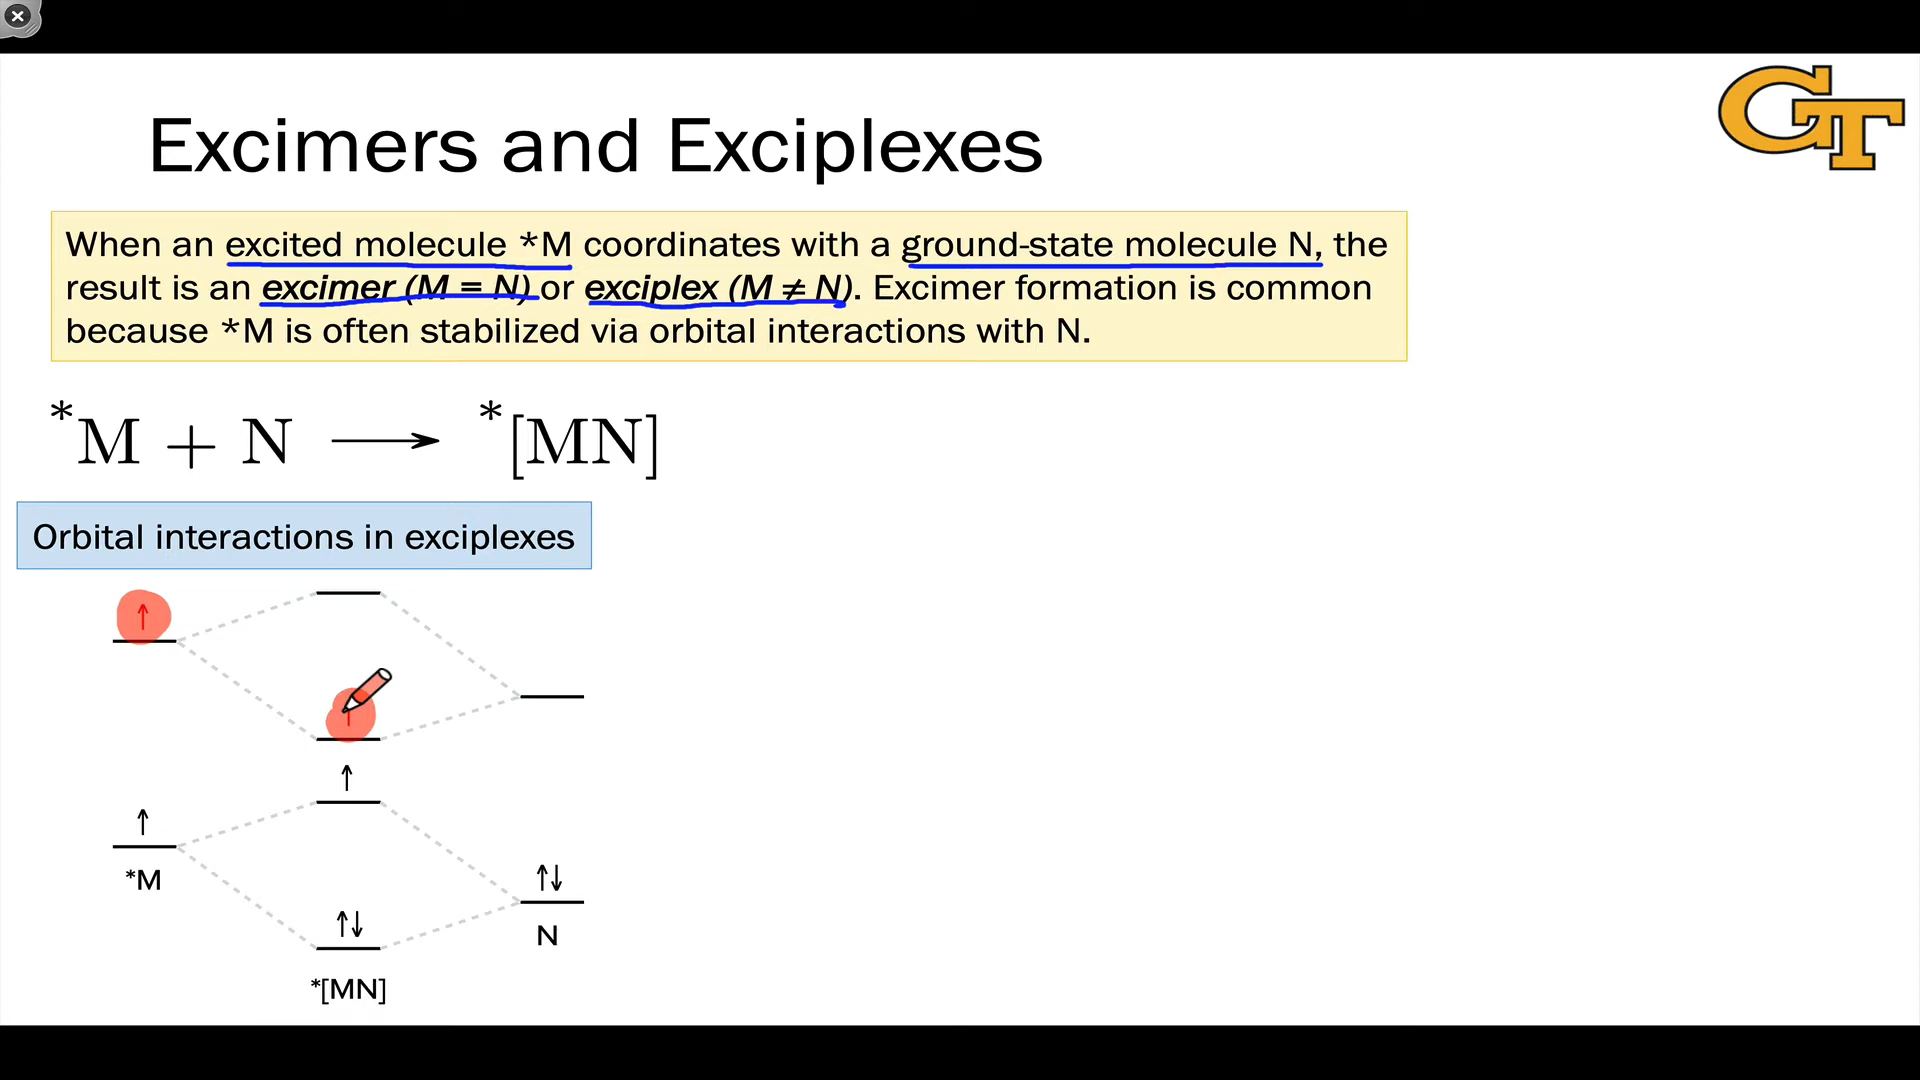 GT
Excimers and Exciplexes
When an excited molecule *M coordinates with a ground-state molecule N, the
result is an excimer (M = N) or exciplex (M ≠ N). Excimer formation is common
because *M is often stabilized via orbital interactions with N.
*M + N ⟶ *[MN]
Orbital interactions in exciplexes
*M
N
*[MN]